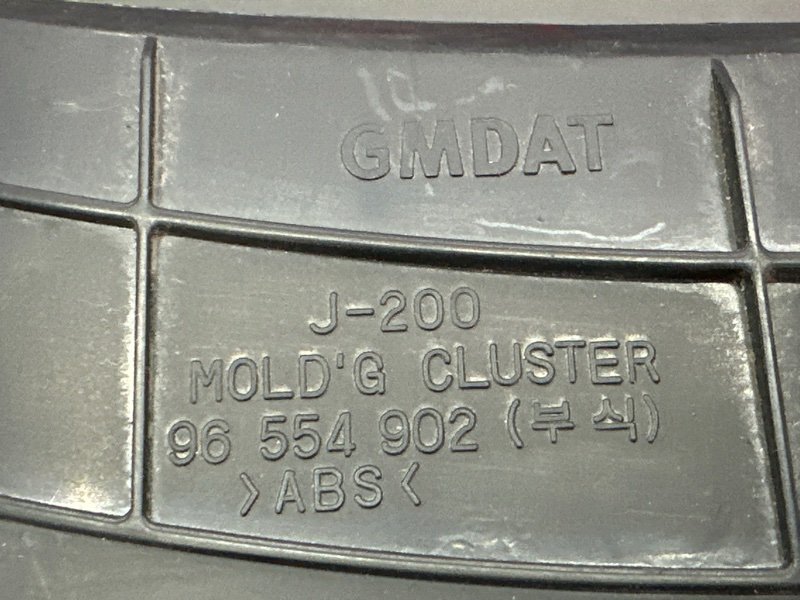 GMDAT
J-200
MOLD'G CLUSTER
96 554 902 (부식)
>ABS<